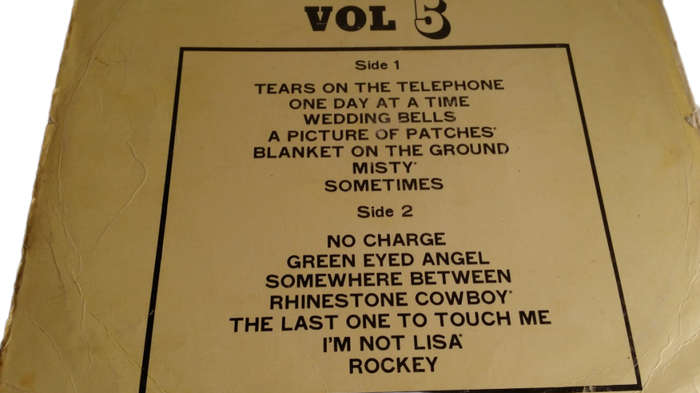 VOL 5
Side 1
TEARS ON THE TELEPHONE
ONE DAY AT A TIME
WEDDING BELLS
A PICTURE OF PATCHES
BLANKET ON THE GROUND
MISTY
SOMETIMES
Side 2
NO CHARGE
GREEN EYED ANGEL
SOMEWHERE BETWEEN
RHINESTONE COWBOY
THE LAST ONE TO TOUCH ME
I'M NOT LISA
ROCKEY